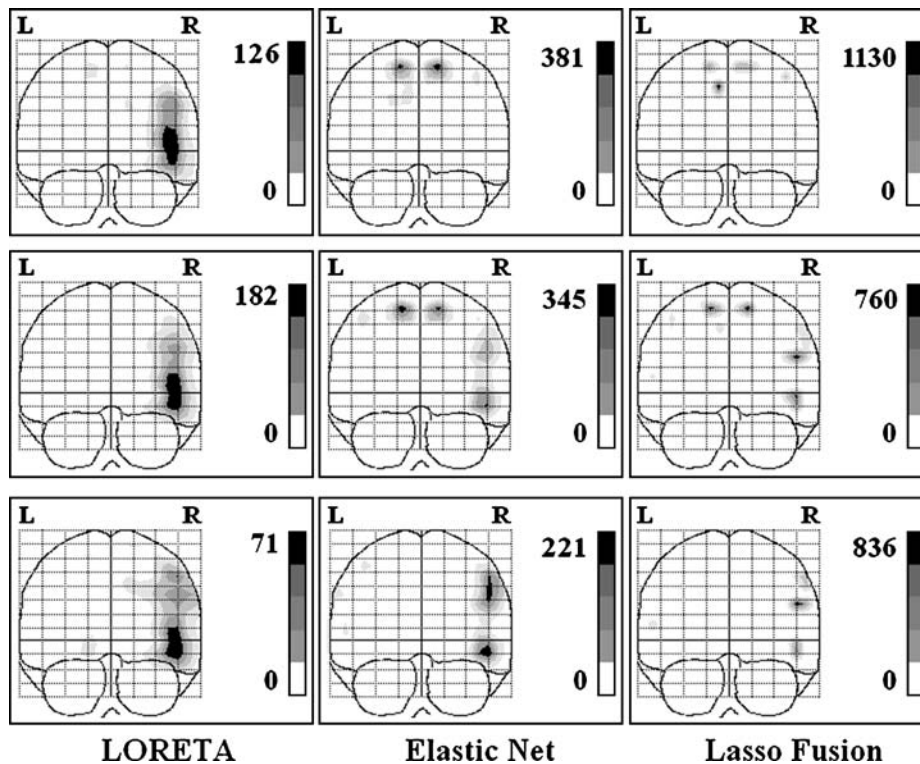 L R 126 0
L R 381 0
L R 1130 0
L R 182 0
L R 345 0
L R 760 0
L R 71 0
L R 221 0
L R 836 0
LORETA Elastic Net Lasso Fusion